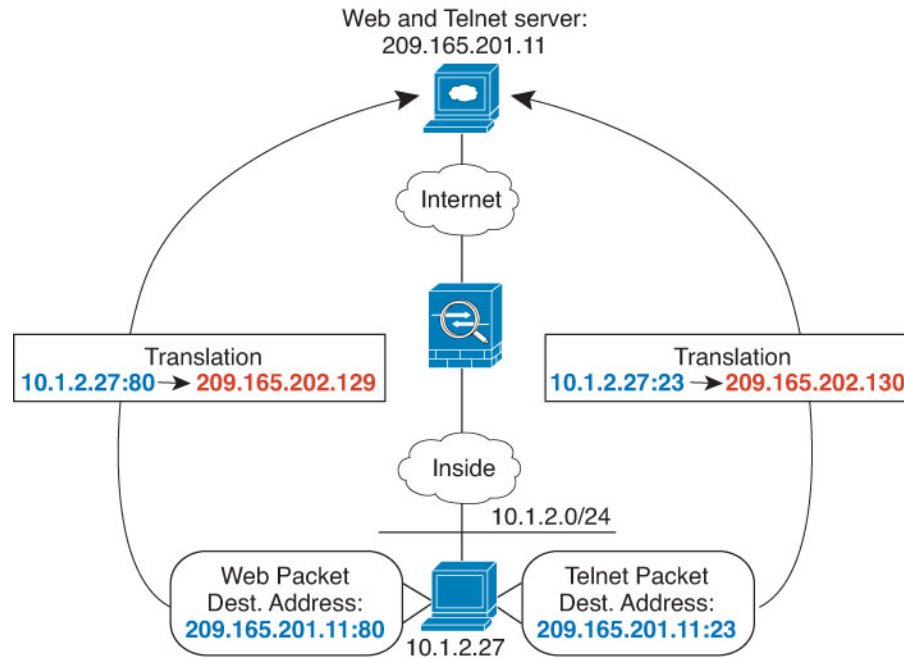 Web and Telnet server:
209.165.201.11
Internet
Translation
10.1.2.27:80 → 209.165.202.129
Translation
10.1.2.27:23 → 209.165.202.130
Inside
10.1.2.0/24
Web Packet
Dest. Address:
209.165.201.11:80
Telnet Packet
Dest. Address:
209.165.201.11:23
10.1.2.27